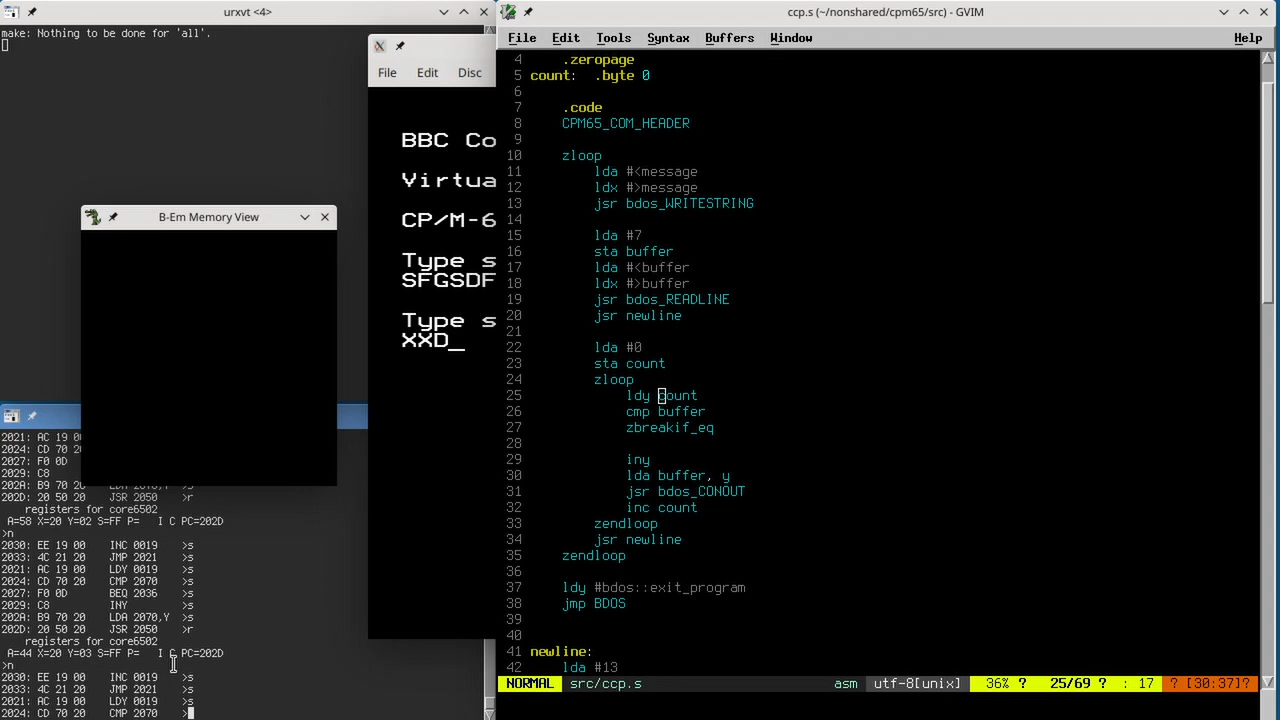 urxvt <4>
make: Nothing to be done for 'all'.
File Edit Disc
BBC Co
Virtua
CP/M-6
Type s
SFGSDF
Type s
XXD_
B-Em Memory View
2021: AC 19 00
2024: CD 70 20
2027: F0 0D
2029: C8
202A: B9 70 20 LDA 2070,Y >s
202D: 20 50 20 JSR 2050 >r
registers for core6502
A=58 X=20 Y=02 S=FF P= I C PC=202D
>n
2030: EE 19 00 INC 0019 >s
2033: 4C 21 20 JMP 2021 >s
2021: AC 19 00 LDY 0019 >s
2024: CD 70 20 CMP 2070 >s
2027: F0 0D BEQ 2036 >s
2029: C8 INY >s
202A: B9 70 20 LDA 2070,Y >s
202D: 20 50 20 JSR 2050 >r
registers for core6502
A=44 X=20 Y=03 S=FF P= I C PC=202D
>n
2030: EE 19 00 INC 0019 >s
2033: 4C 21 20 JMP 2021 >s
2021: AC 19 00 LDY 0019 >s
2024: CD 70 20 CMP 2070 >
ccp.s (~/nonshared/cpm65/src) - GVIM
File Edit Tools Syntax Buffers Window Help
4 .zeropage
5 count: .byte 0
6
7 .code
8 CPM65_COM_HEADER
9
10 zloop
11 lda #<message
12 ldx #>message
13 jsr bdos_WRITESTRING
14
15 lda #7
16 sta buffer
17 lda #<buffer
18 ldx #>buffer
19 jsr bdos_READLINE
20 jsr newline
21
22 lda #0
23 sta count
24 zloop
25 ldy count
26 cmp buffer
27 zbreakif_eq
28
29 iny
30 lda buffer, y
31 jsr bdos_CONOUT
32 inc count
33 zendloop
34 jsr newline
35 zendloop
36
37 ldy #bdos::exit_program
38 jmp BDOS
39
40
41 newline:
42 lda #13
NORMAL src/ccp.s asm utf-8[unix] 36% ? 25/69 ? : 17 ? [30:37]?